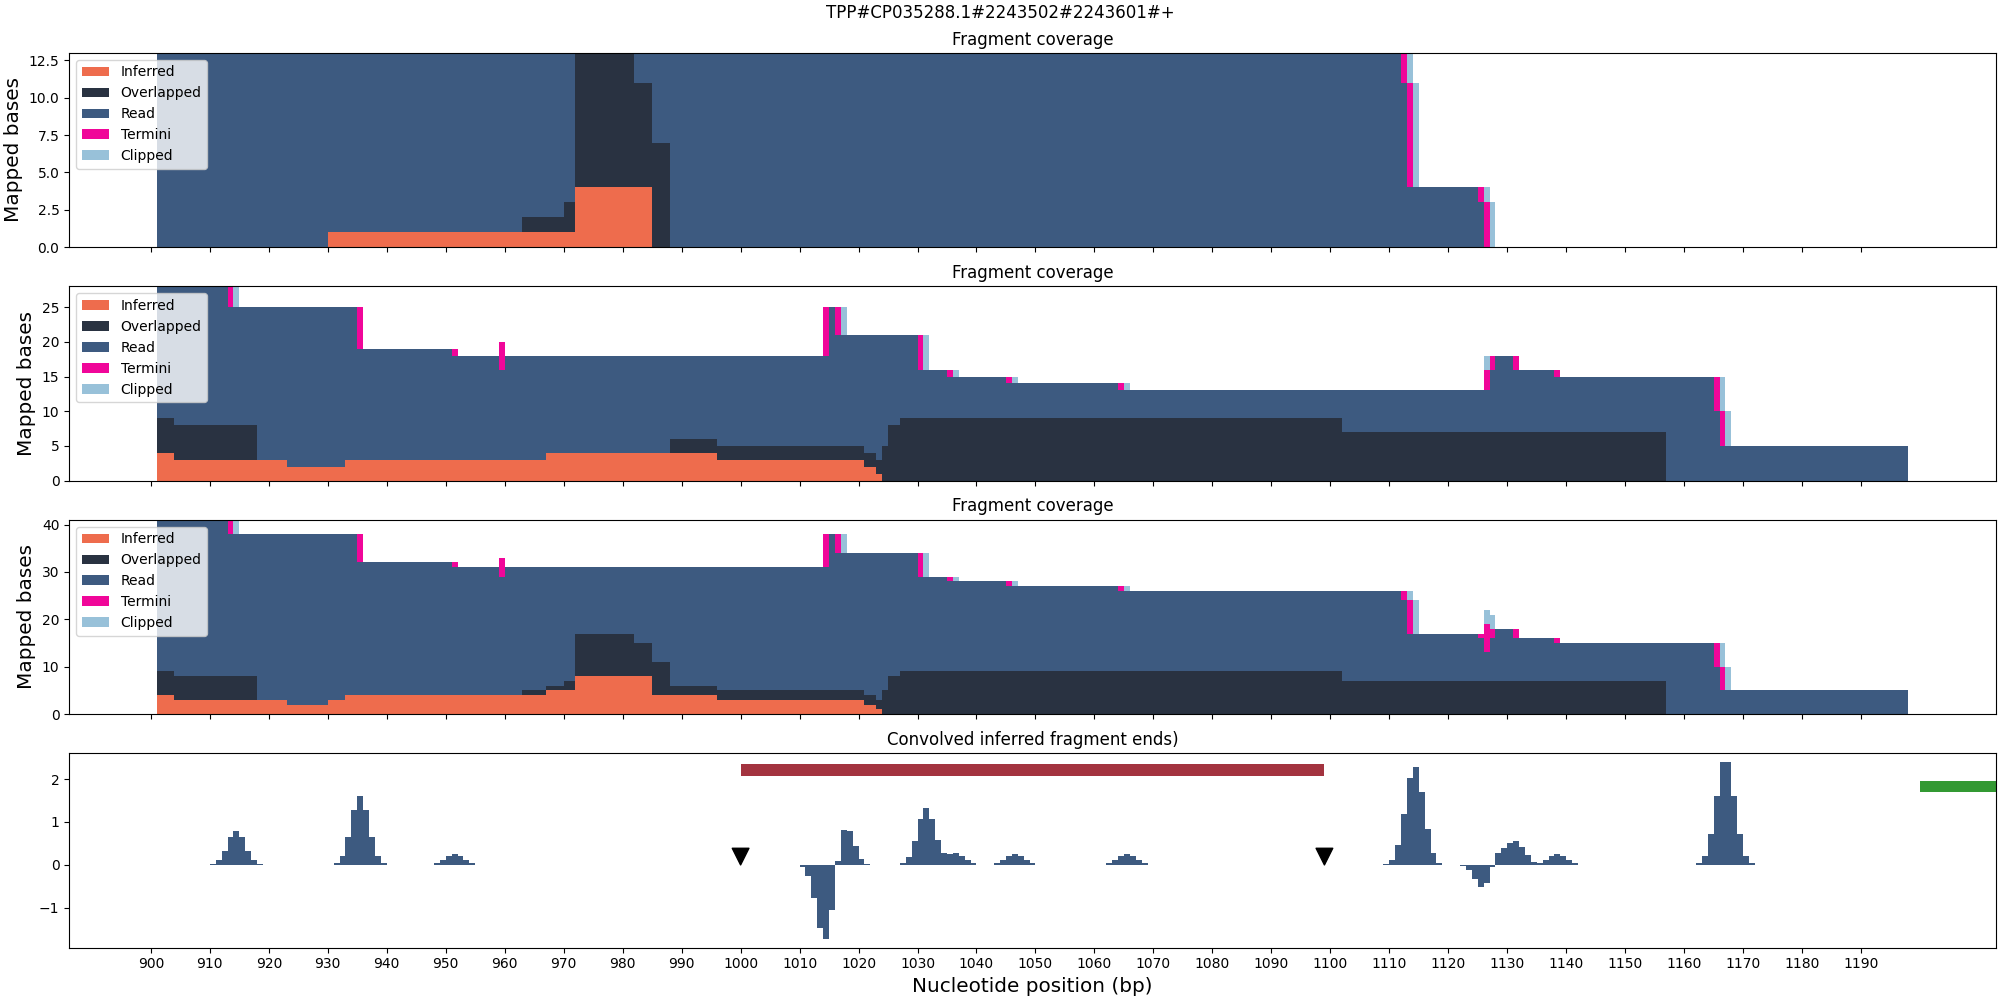 TPP#CP035288.1#2243502#2243601#+
Fragment coverage
12.5
10.0
7.5
5.0
2.5
0.0
Mapped bases
Inferred
Overlapped
Read
Termini
Clipped
Fragment coverage
25
20
15
10
5
0
Mapped bases
Inferred
Overlapped
Read
Termini
Clipped
Fragment coverage
40
30
20
10
0
Mapped bases
Inferred
Overlapped
Read
Termini
Clipped
Convolved inferred fragment ends)
2
1
0
−1
900 910 920 930 940 950 960 970 980 990 1000 1010 1020 1030 1040 1050 1060 1070 1080 1090 1100 1110 1120 1130 1140 1150 1160 1170 1180 1190
Nucleotide position (bp)